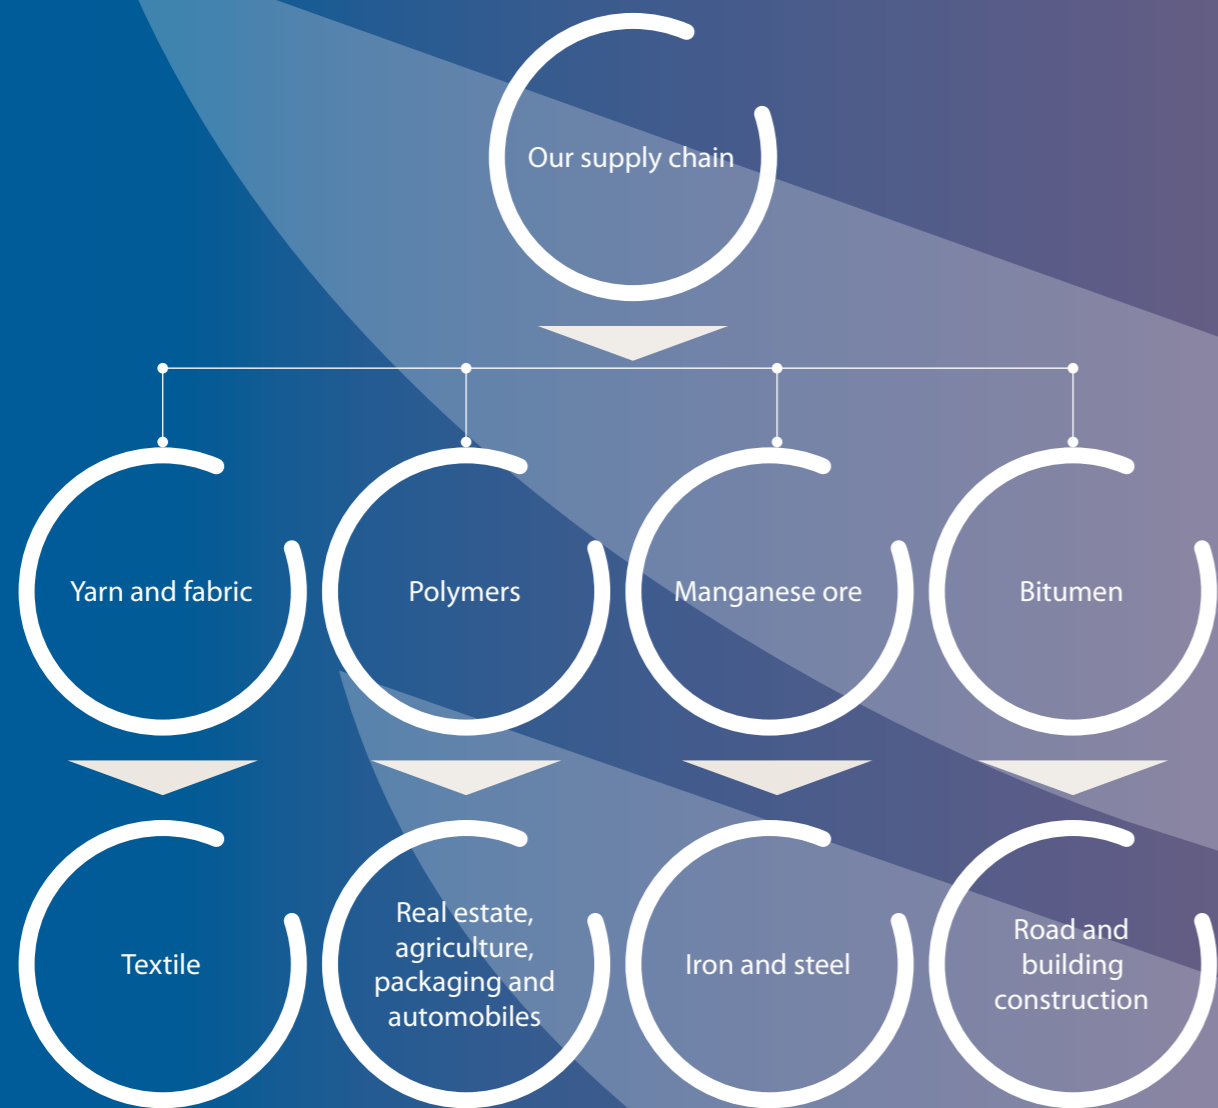 Our supply chain
Yarn and fabric
Polymers
Manganese ore
Bitumen
Textile
Real estate,
agriculture,
packaging and
automobiles
Iron and steel
Road and
building
construction